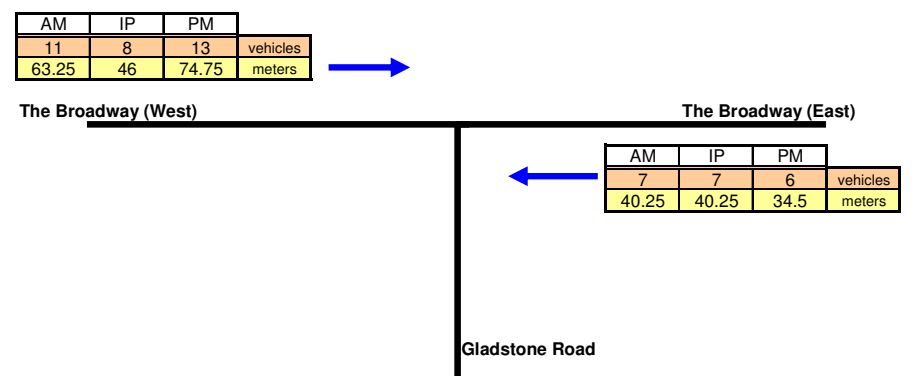 AM IP PM
11 8 13 vehicles
63.25 46 74.75 meters
The Broadway (West)
The Broadway (East)
AM IP PM
7 7 6 vehicles
40.25 40.25 34.5 meters
Gladstone Road